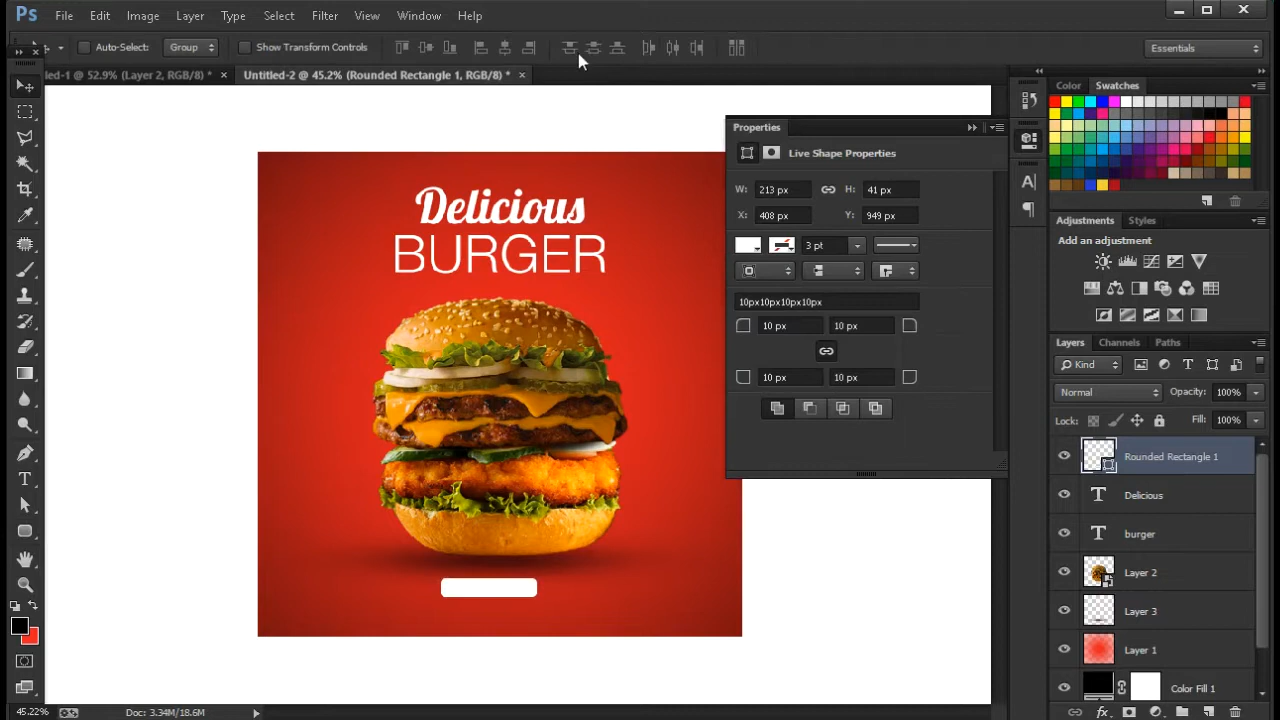 Ps File Edit Image Layer Type Select Filter View Window Help
Auto-Select: Group Show Transform Controls Essentials
led-1 @ 52.9% (Layer 2, RGB/8) * × Untitled-2 @ 45.2% (Rounded Rectangle 1, RGB/8) * ×
Color Swatches
Properties
Live Shape Properties
W: 213 px H: 41 px
X: 408 px Y: 949 px
3 pt
10px10px10px10px
10 px 10 px
10 px 10 px
Delicious
BURGER
Adjustments Styles
Add an adjustment
Layers Channels Paths
Kind
Normal Opacity: 100%
Lock: Fill: 100%
Rounded Rectangle 1
Delicious
burger
Layer 2
Layer 3
Layer 1
Color Fill 1
45.22% Doc: 3.34M/18.6M